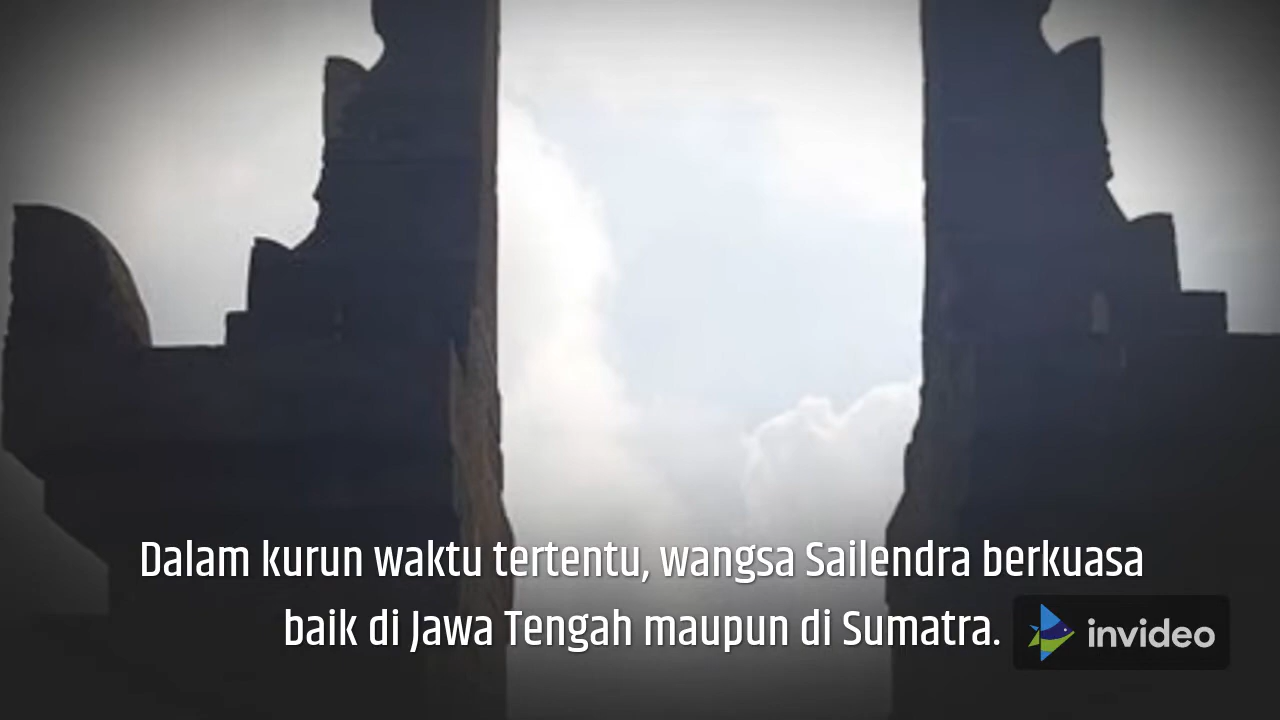 Dalam kurun waktu tertentu, wangsa Sailendra berkuasa
baik di Jawa Tengah maupun di Sumatra.
invideo